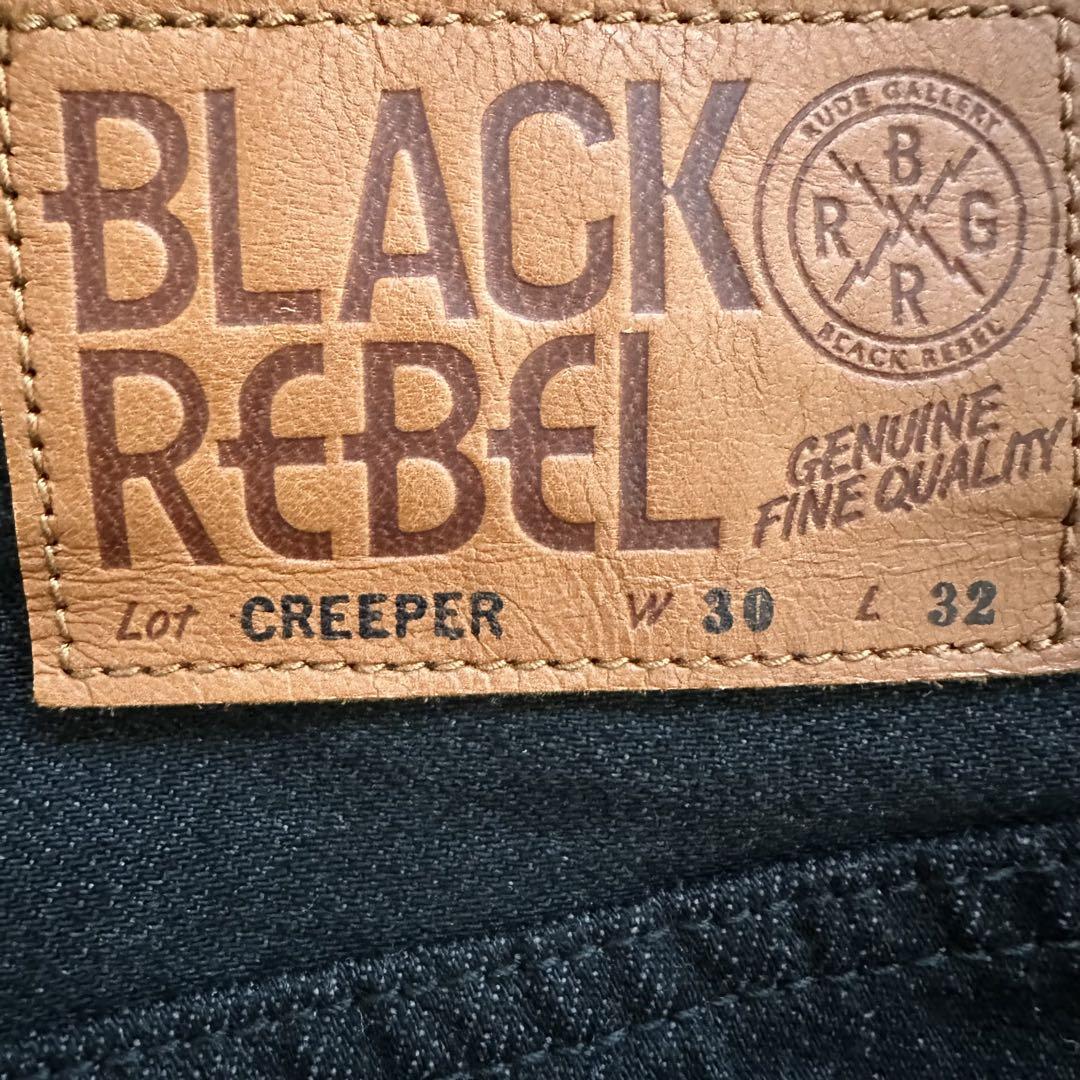 BLACK
REBEL
RUDE GALLERY
B
R G
R
BLACK REBEL
GENUINE
FINE QUALITY
Lot CREEPER W 30 L 32